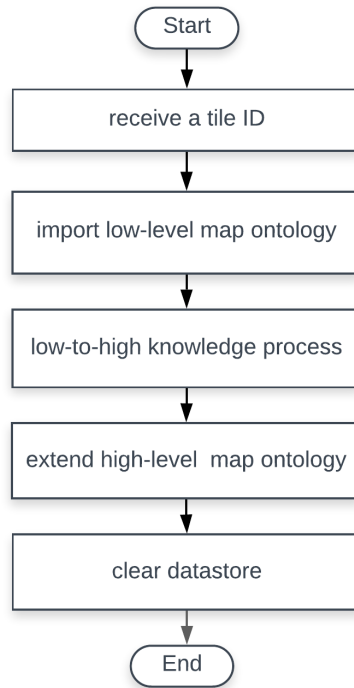 Start
receive a tile ID
import low-level map ontology
low-to-high knowledge process
extend high-level  map ontology
clear datastore
End